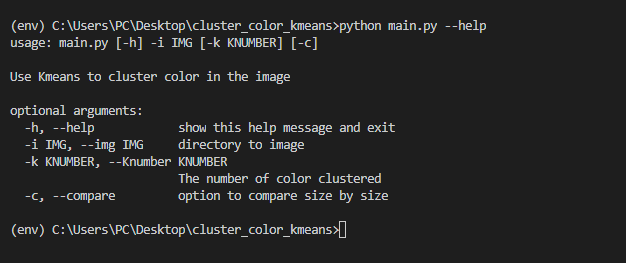 (env) C:\Users\PC\Desktop\cluster_color_kmeans>python main.py --help
usage: main.py [-h] -i IMG [-k KNUMBER] [-c]
Use Kmeans to cluster color in the image
optional arguments:
-h, --help show this help message and exit
-i IMG, --img IMG directory to image
-k KNUMBER, --Knumber KNUMBER
The number of color clustered
-c, --compare option to compare size by size
(env) C:\Users\PC\Desktop\cluster_color_kmeans>